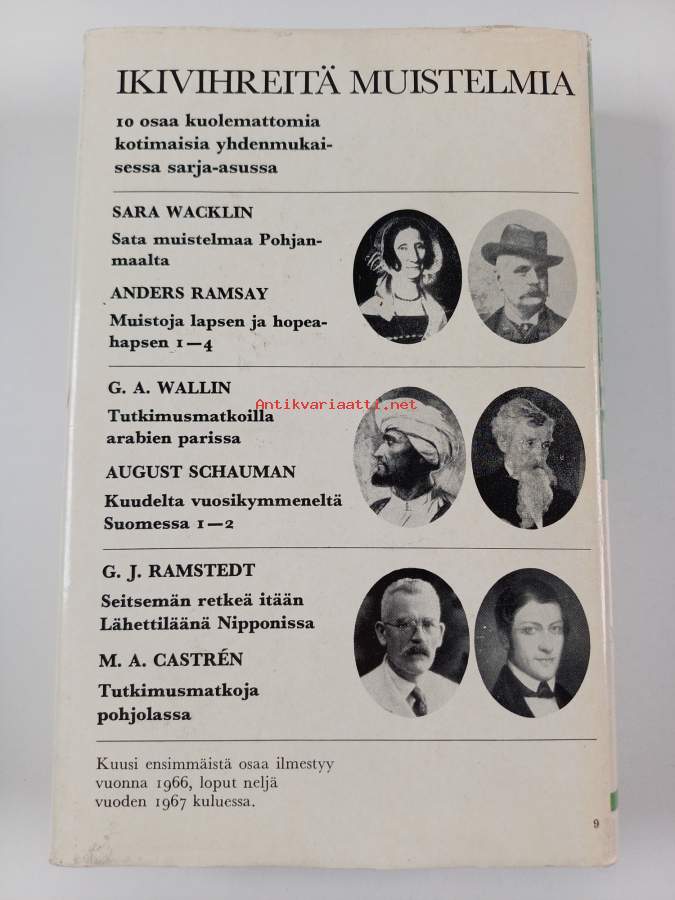 IKIVIHREITÄ MUISTELMIA
10 osaa kuolemattomia
kotimaisia yhdenmukai-
sessa sarja-asussa
SARA WACKLIN
Sata muistelmaa Pohjan-
maalta
ANDERS RAMSAY
Muistoja lapsen ja hopea-
hapsen 1—4
G. A. WALLIN
Tutkimusmatkoilla
arabien parissa
AUGUST SCHAUMAN
Kuudelta vuosikymmeneltä
Suomessa 1—2
Antikvariaatti.net
G. J. RAMSTEDT
Seitsemän retkeä itään
Lähettiläänä Nipponissa
M. A. CASTRÉN
Tutkimusmatkoja
pohjolassa
Kuusi ensimmäistä osaa ilmestyy
vuonna 1966, loput neljä
vuoden 1967 kuluessa.
9